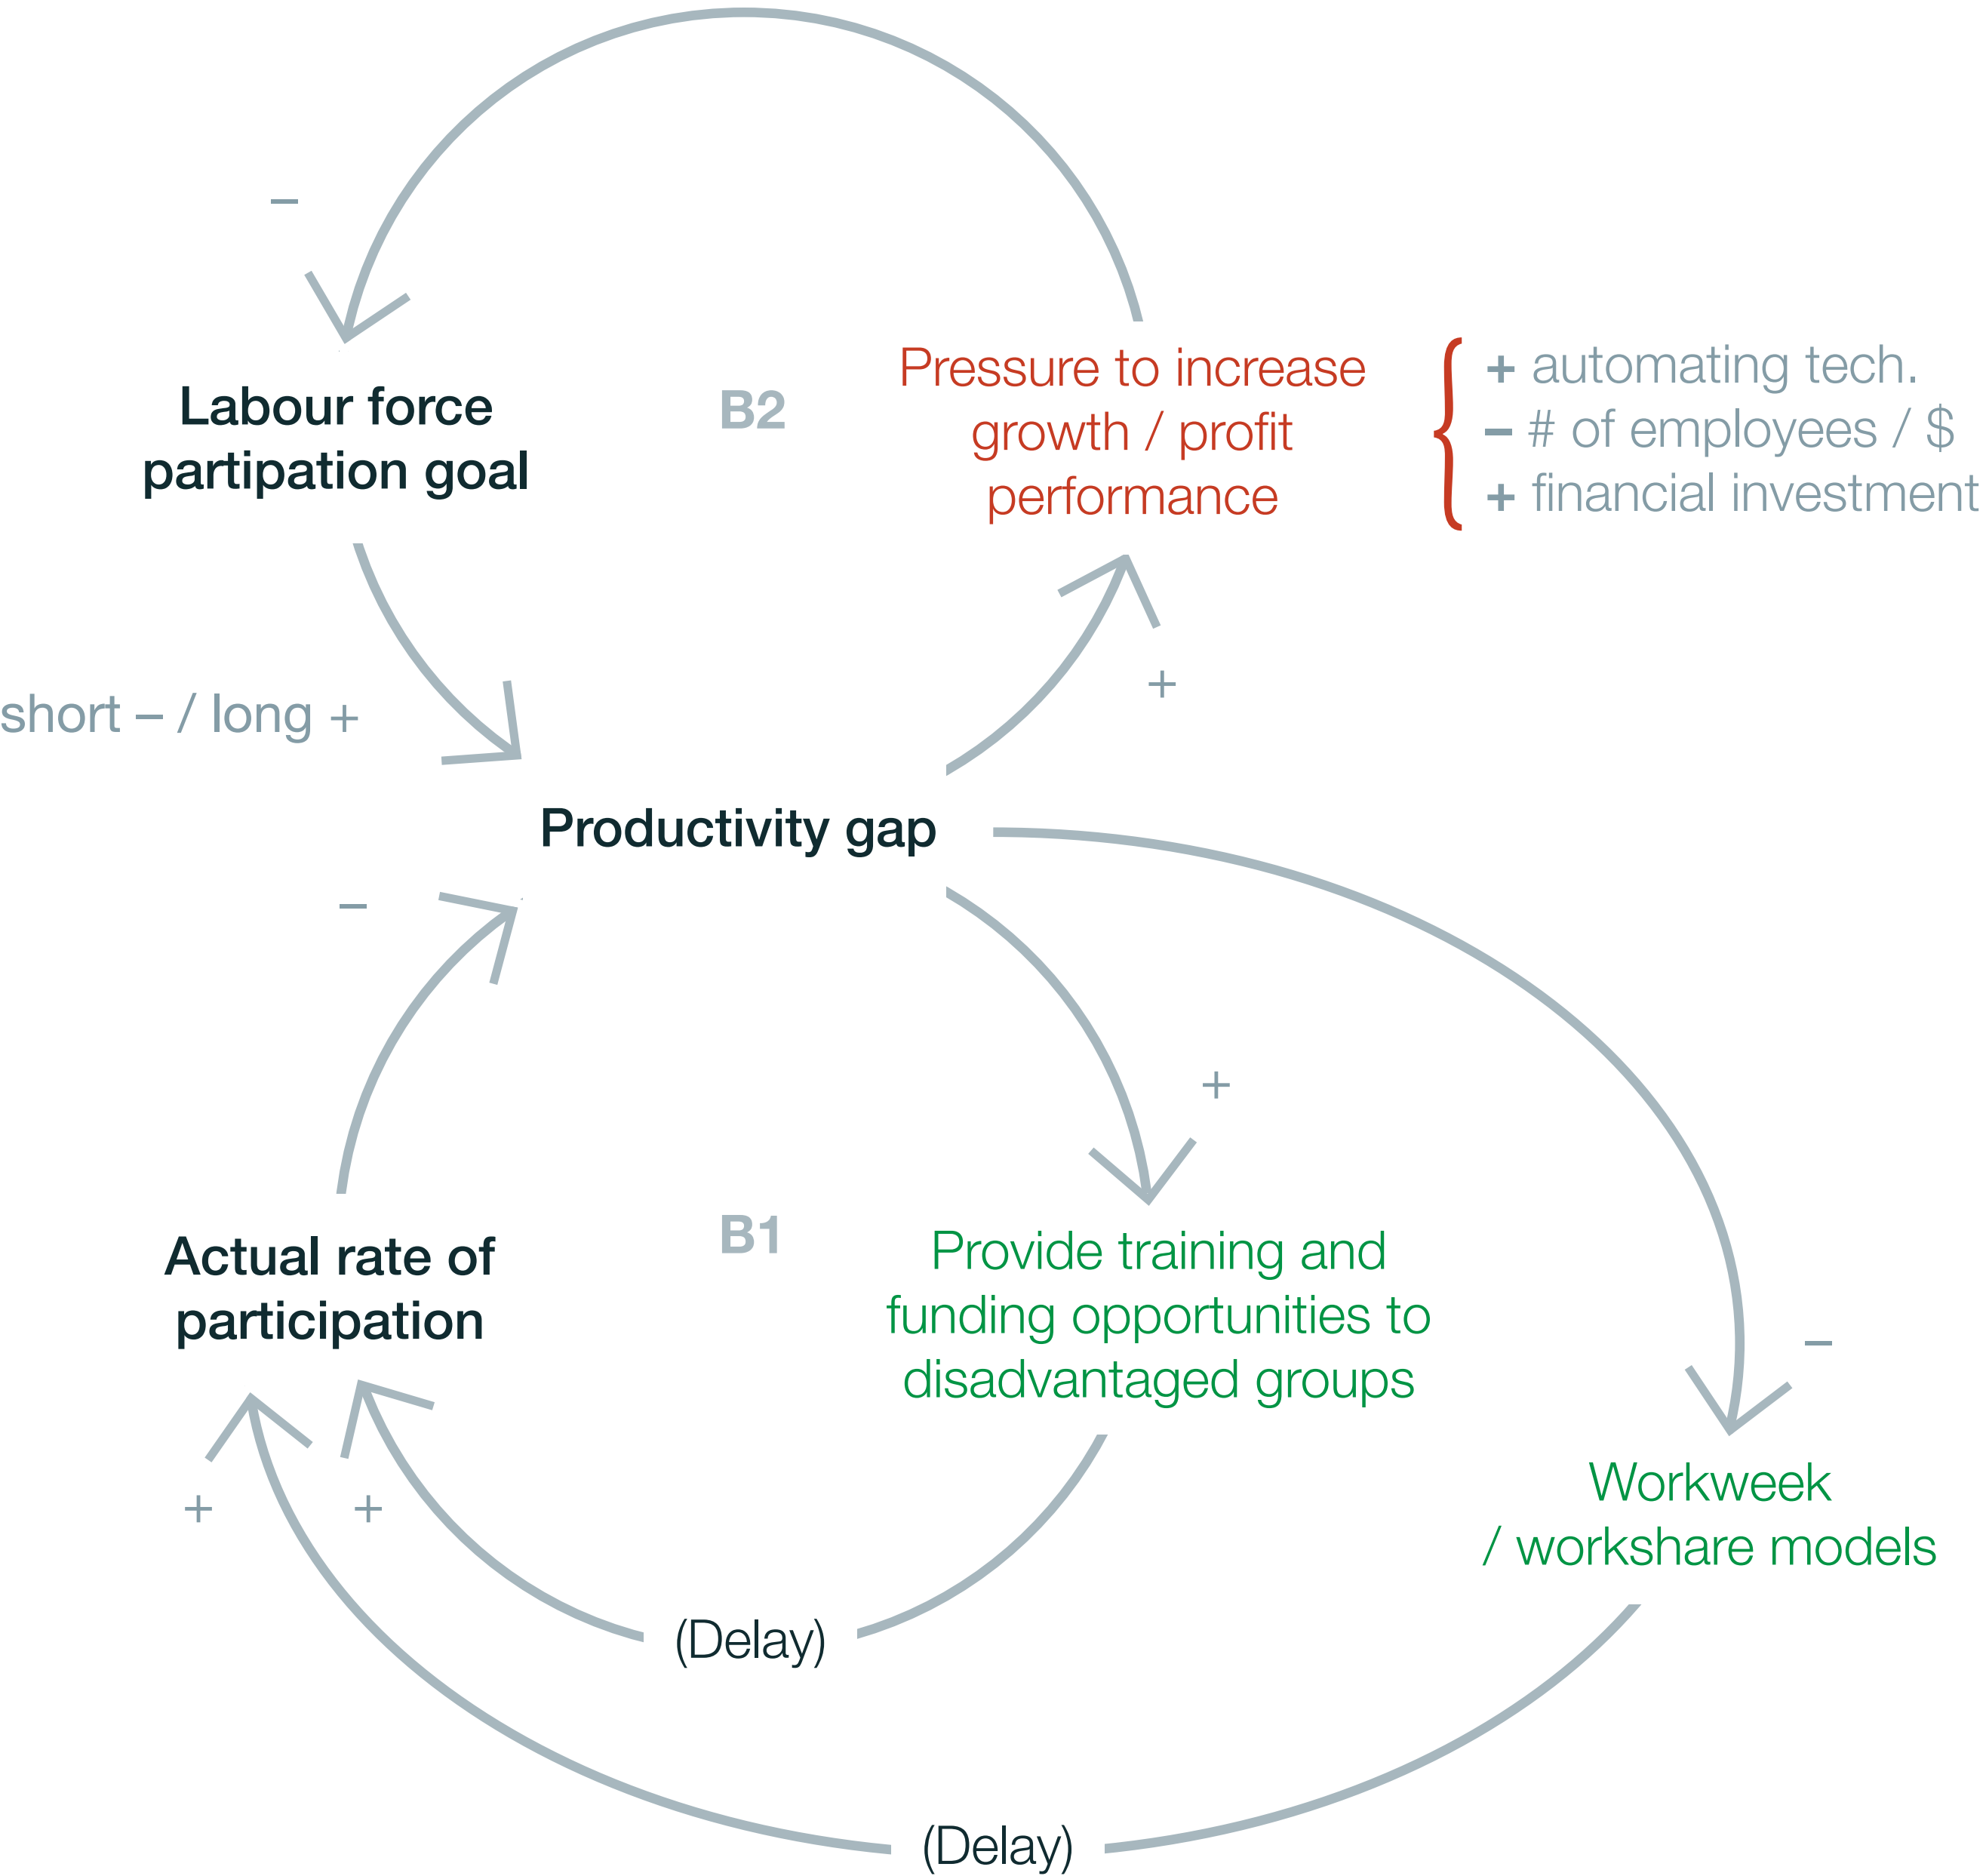 –
Labour force
paripation goal
B2
Pressure to increase
growth / profit
performance
+ automating tech.
– # of employees / $
+ financial investment
short – / long +
+
Productivity gap
–
+
Actual rate of
participation
B1
Provide training and
funding opportunities to
disadvantaged groups
–
Workweek
/ workshare models
+
+
(Delay)
(Delay)